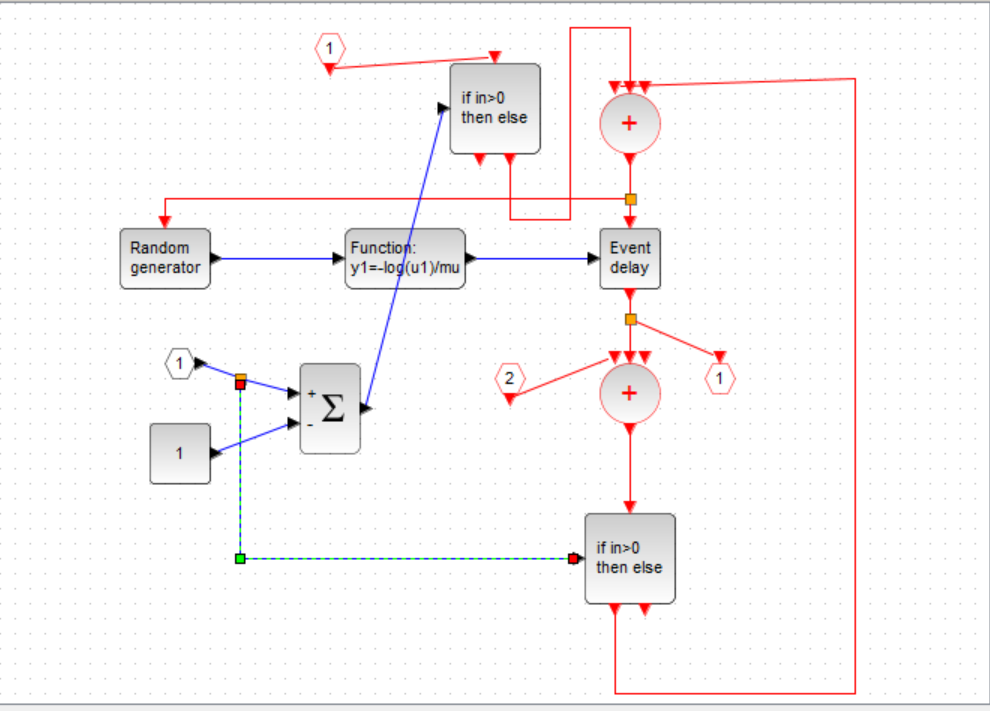 1
if in>0
then else
+
Random
generator
Function:
y1=-log(u1)/mu
Event
delay
1
+
-
Σ
1
2
+
1
if in>0
then else